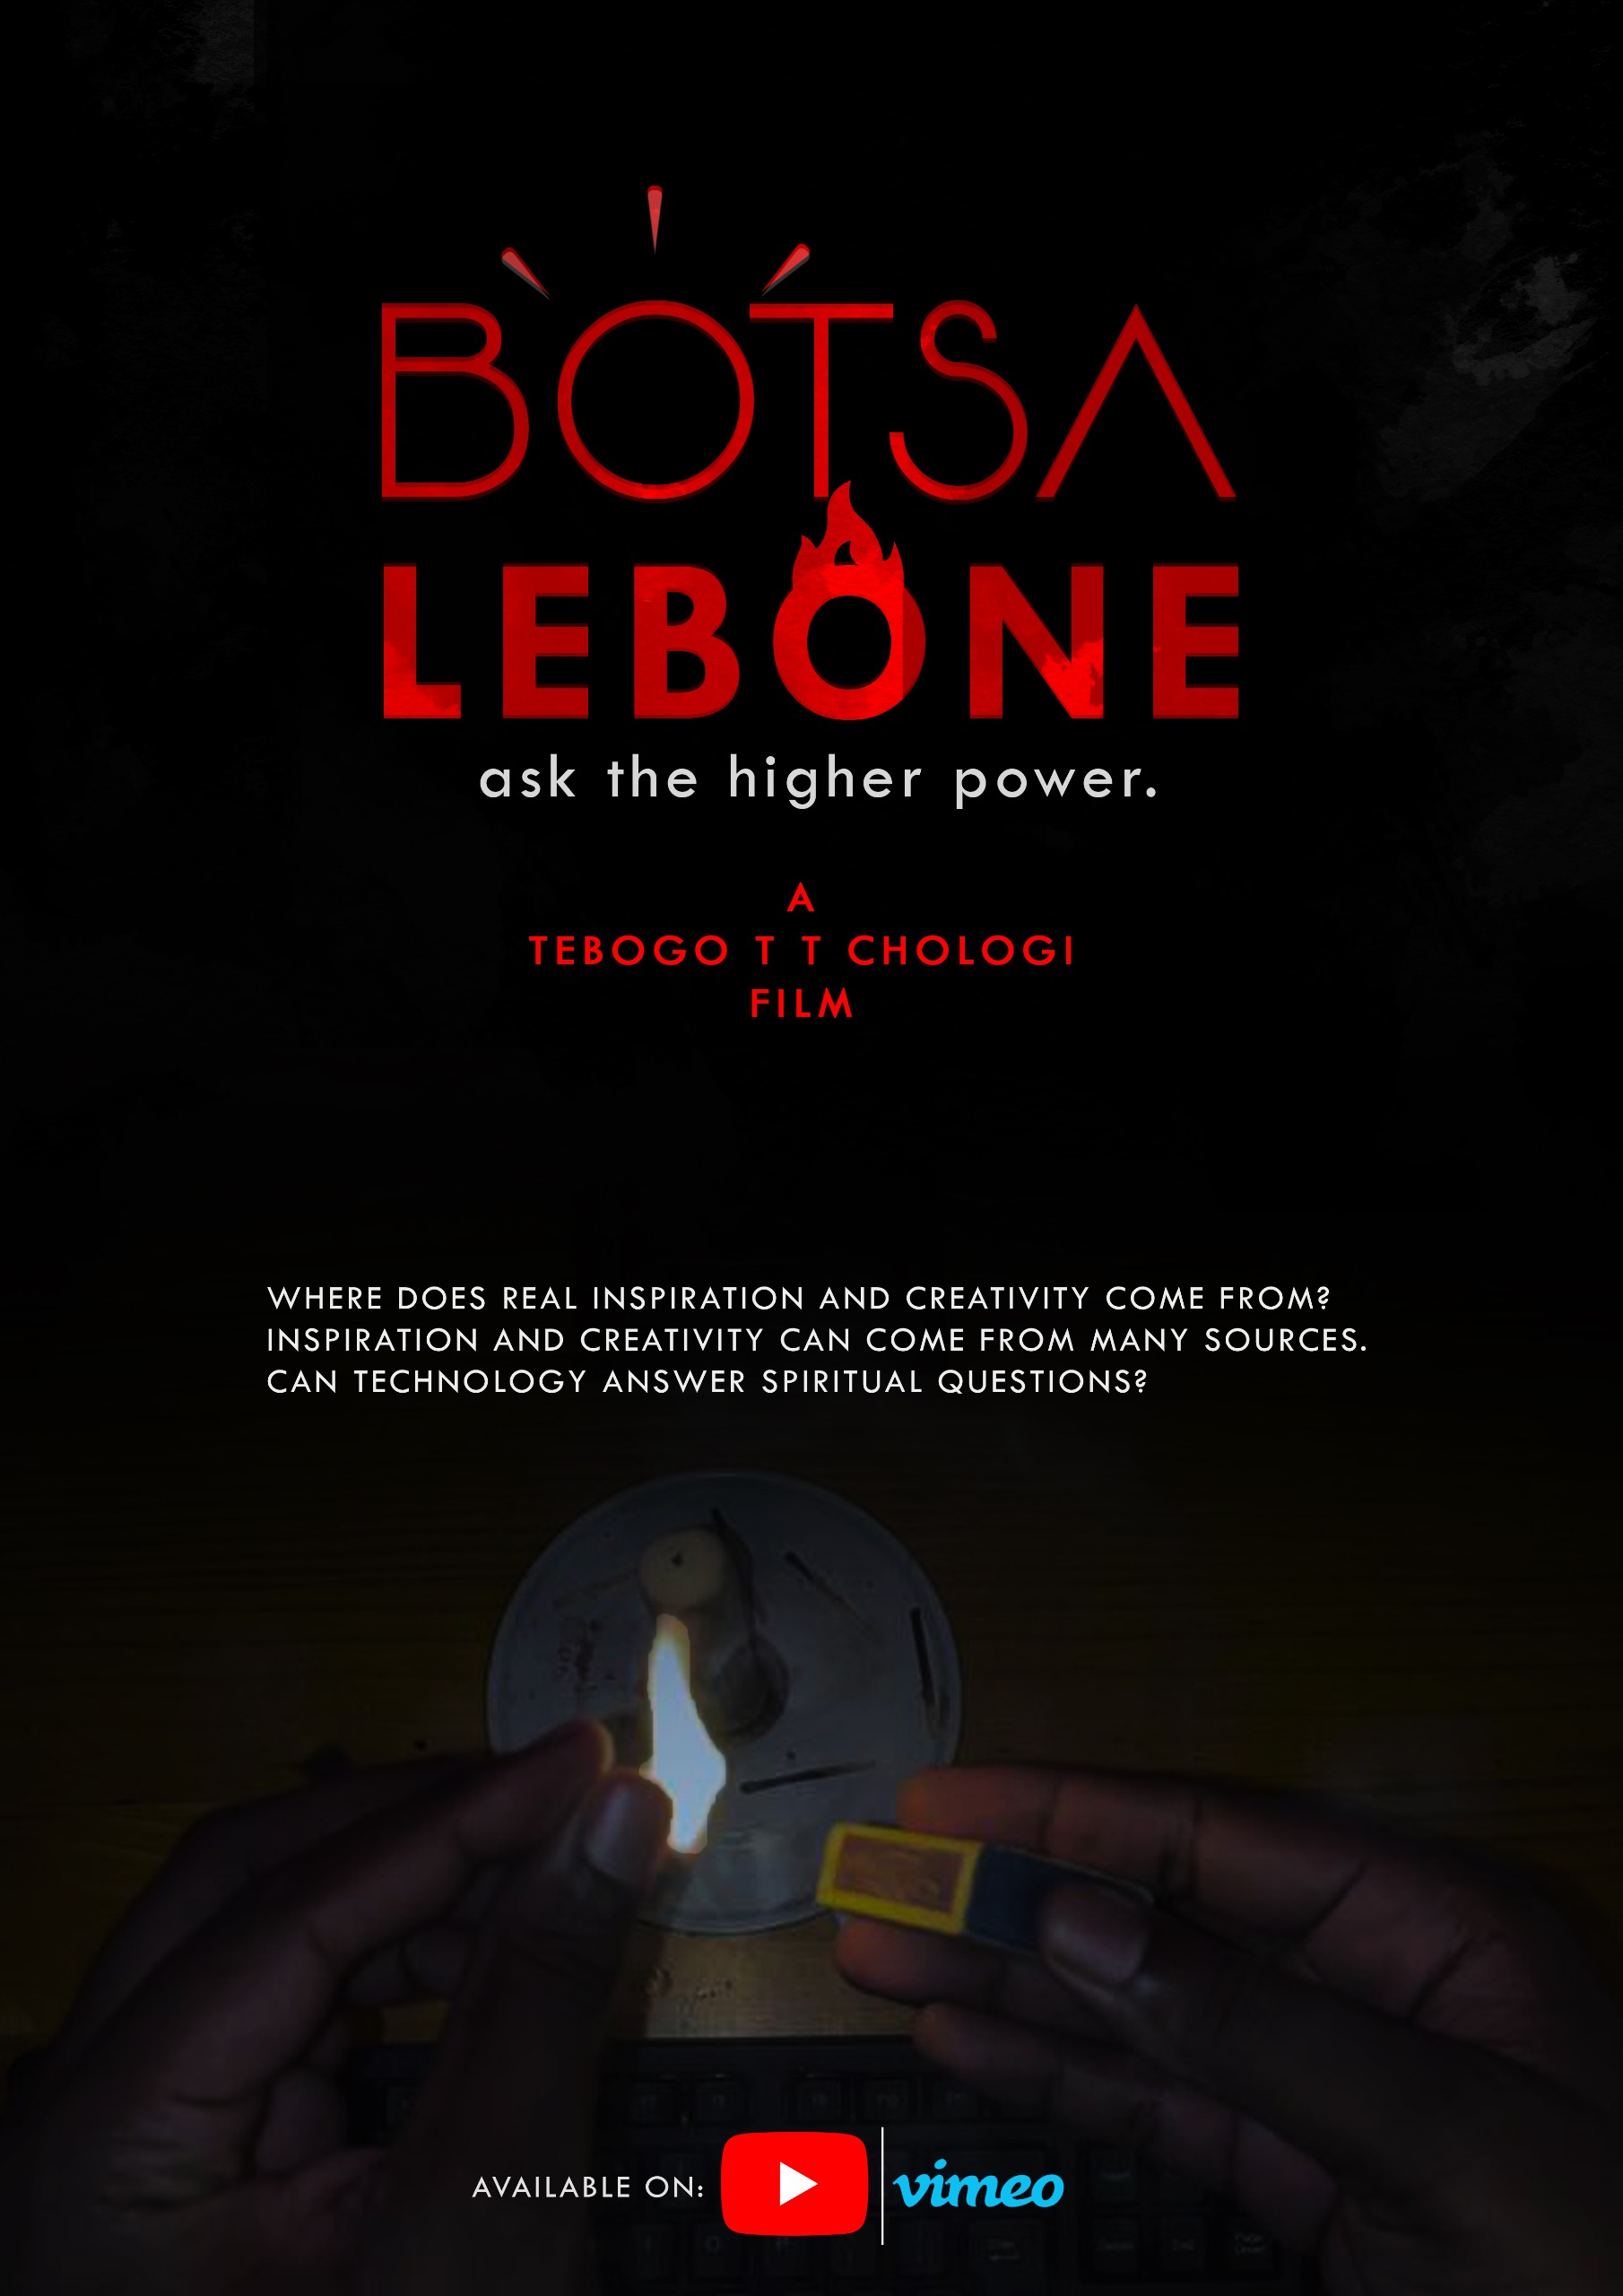 BOTSA
LEBONE
ask the higher power.
A
TEBOGO T T CHOLOGI
FILM
WHERE DOES REAL INSPIRATION AND CREATIVITY COME FROM?
INSPIRATION AND CREATIVITY CAN COME FROM MANY SOURCES.
CAN TECHNOLOGY ANSWER SPIRITUAL QUESTIONS?
AVAILABLE ON: vimeo